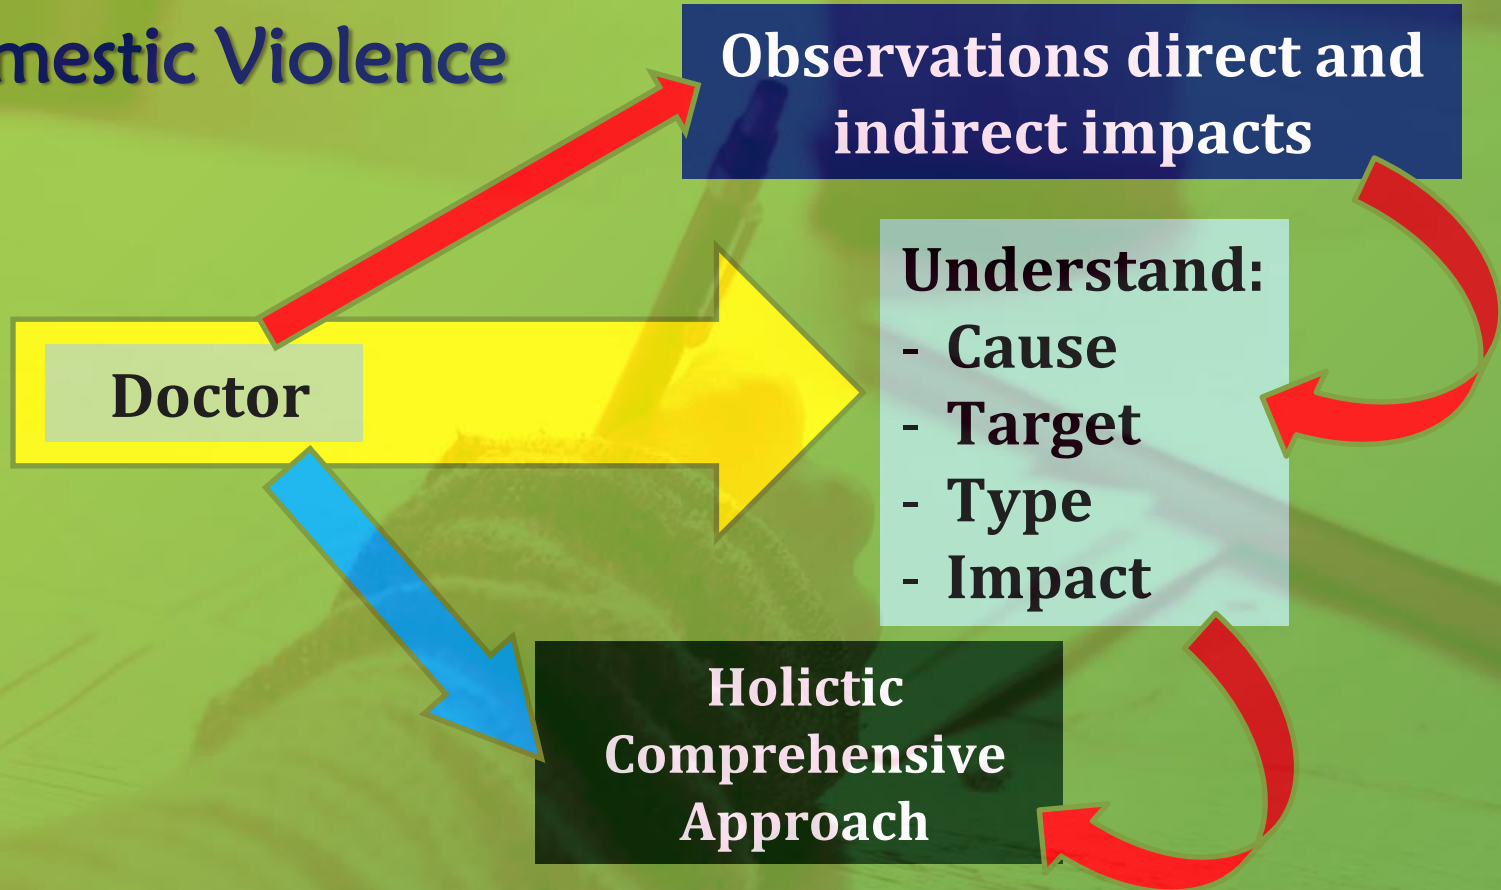 mestic Violence
Observations direct and
indirect impacts
Doctor
Understand:
- Cause
- Target
- Type
- Impact
Holictic
Comprehensive
Approach